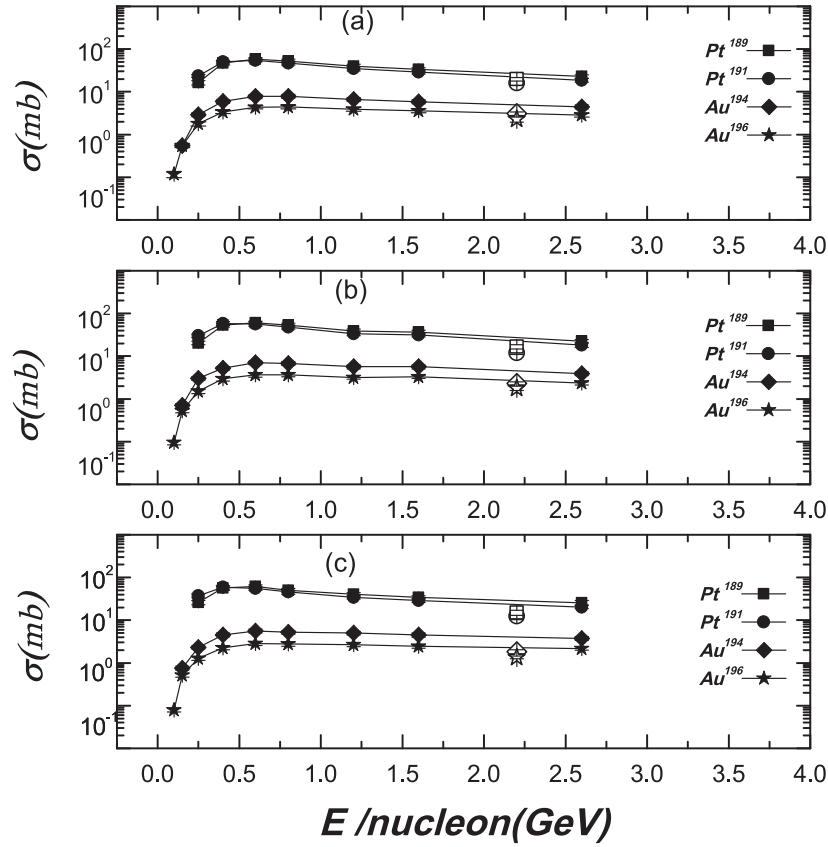 (a)
10²
10¹
10⁰
10⁻¹
σ(mb)
Pt¹⁸⁹
Pt¹⁹¹
Au¹⁹⁴
Au¹⁹⁶
0.0 0.5 1.0 1.5 2.0 2.5 3.0 3.5 4.0
(b)
10²
10¹
10⁰
10⁻¹
σ(mb)
Pt¹⁸⁹
Pt¹⁹¹
Au¹⁹⁴
Au¹⁹⁶
0.0 0.5 1.0 1.5 2.0 2.5 3.0 3.5 4.0
(c)
10²
10¹
10⁰
10⁻¹
σ(mb)
Pt¹⁸⁹
Pt¹⁹¹
Au¹⁹⁴
Au¹⁹⁶
0.0 0.5 1.0 1.5 2.0 2.5 3.0 3.5 4.0
E /nucleon(GeV)